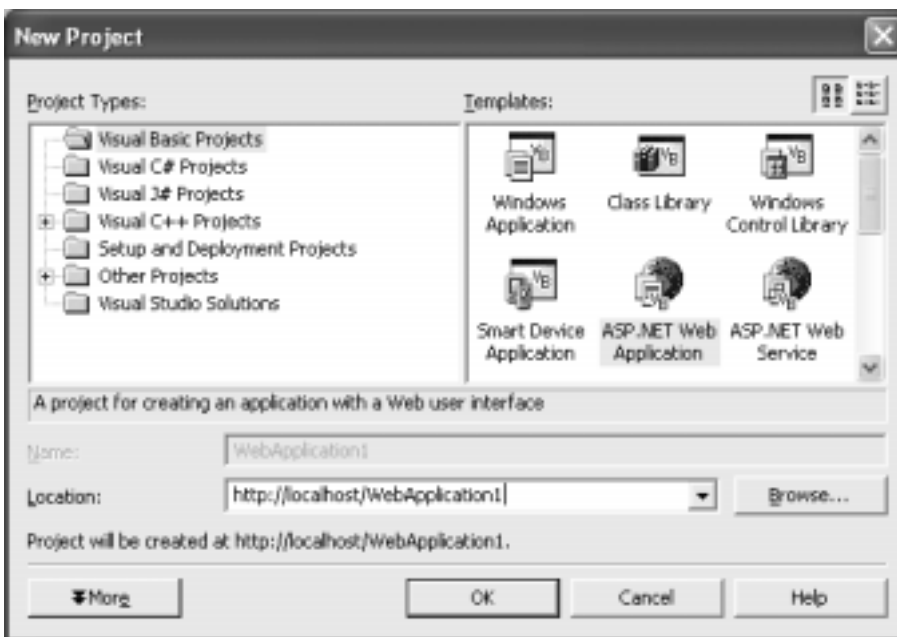 New Project
Project Types:
Templates:
Visual Basic Projects
Visual C# Projects
Visual J# Projects
Visual C++ Projects
Setup and Deployment Projects
Other Projects
Visual Studio Solutions
Windows Application
Class Library
Windows Control Library
Smart Device Application
ASP.NET Web Application
ASP.NET Web Service
A project for creating an application with a Web user interface
Name:
WebApplication1
Location:
http://localhost/WebApplication1
Browse...
Project will be created at http://localhost/WebApplication1.
More
OK
Cancel
Help